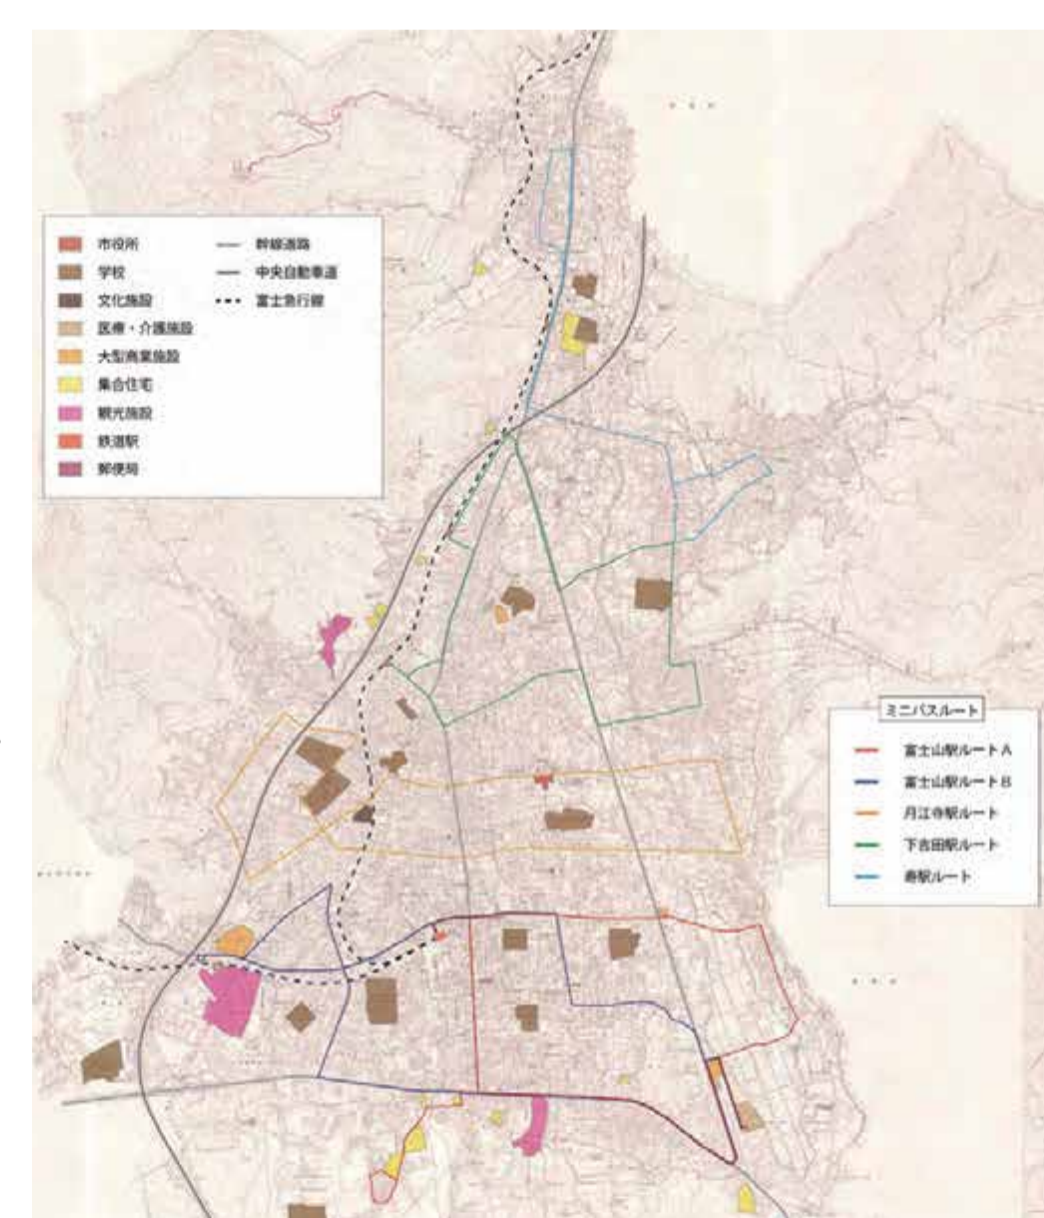 市役所
学校
文化施設
医療・介護施設
大型商業施設
集合住宅
観光施設
鉄道駅
郵便局
幹線道路
中央自動車道
富士急行線
ミニバスルート
富士山駅ルートA
富士山駅ルートB
月江寺駅ルート
下吉田駅ルート
寿駅ルート